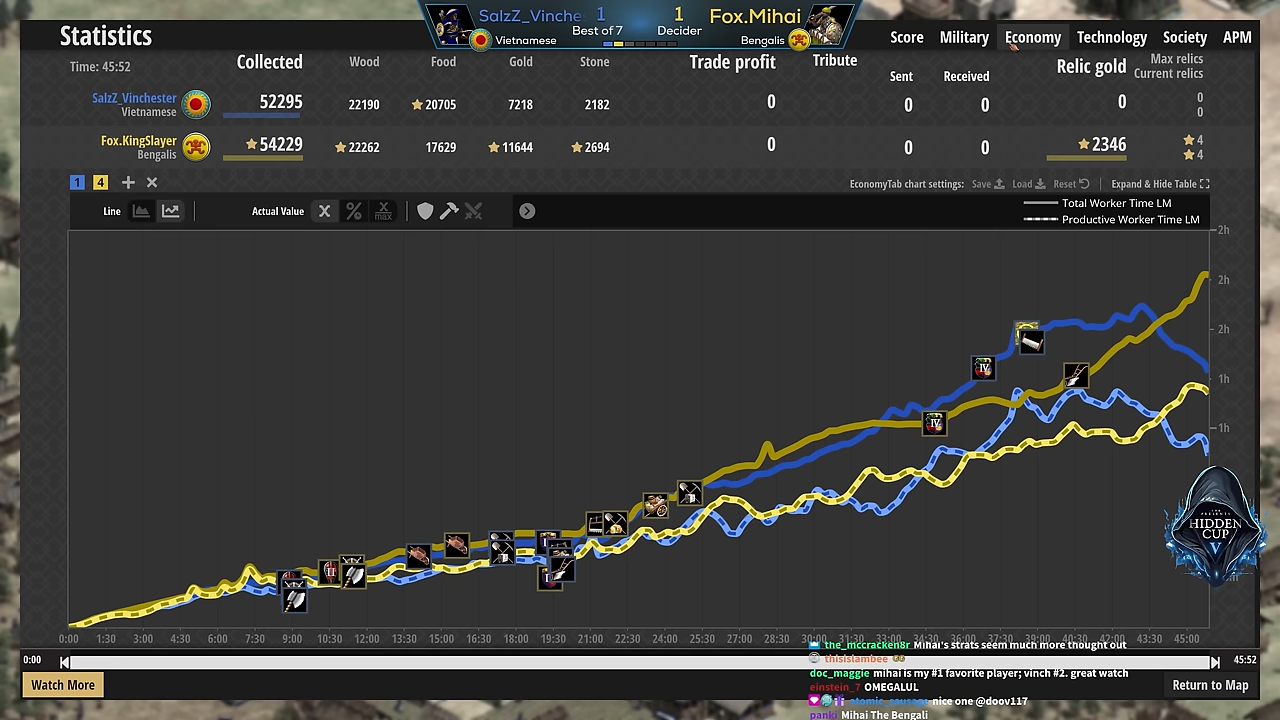 SalzZ_Vinche 1 1 Fox.Mihai
Vietnamese Best of 7 Decider Bengalis
Statistics Score Military Economy Technology Society APM
Time: 45:52 Collected Wood Food Gold Stone Trade profit Tribute Sent Received Relic gold Max relics
Current relics
SalzZ_Vinchester
Vietnamese 52295 22190 20705 7218 2182 0 0 0 0 0
0
Fox.KingSlayer
Bengalis 54229 22262 17629 11644 2694 0 0 0 2346 4
4
1 4 EconomyTab chart settings: Save Load Reset Expand & Hide Table
Line Actual Value X % X max
Total Worker Time LM
Productive Worker Time LM
2h
2h
2h
1h
1h
IV
IV
II
HIDDEN
CUP
V
0:00 1:30 3:00 4:30 6:00 7:30 9:00 10:30 12:00 13:30 15:00 16:30 18:00 19:30 21:00 22:30 24:00 25:30 27:00 28:30 30:00 31:30 33:00 34:30 36:00 37:30 39:00 40:30 42:00 43:30 45:00
the_mccracken8r Mihai's strats seem much more thought out
0:00 45:52
thisislambee
doc_maggie mihai is my #1 favorite player; vinch #2. great watch
Watch More Return to Map
einstein_7 OMEGALUL
atomic_sausage nice one @doov117
panki Mihai The Bengali